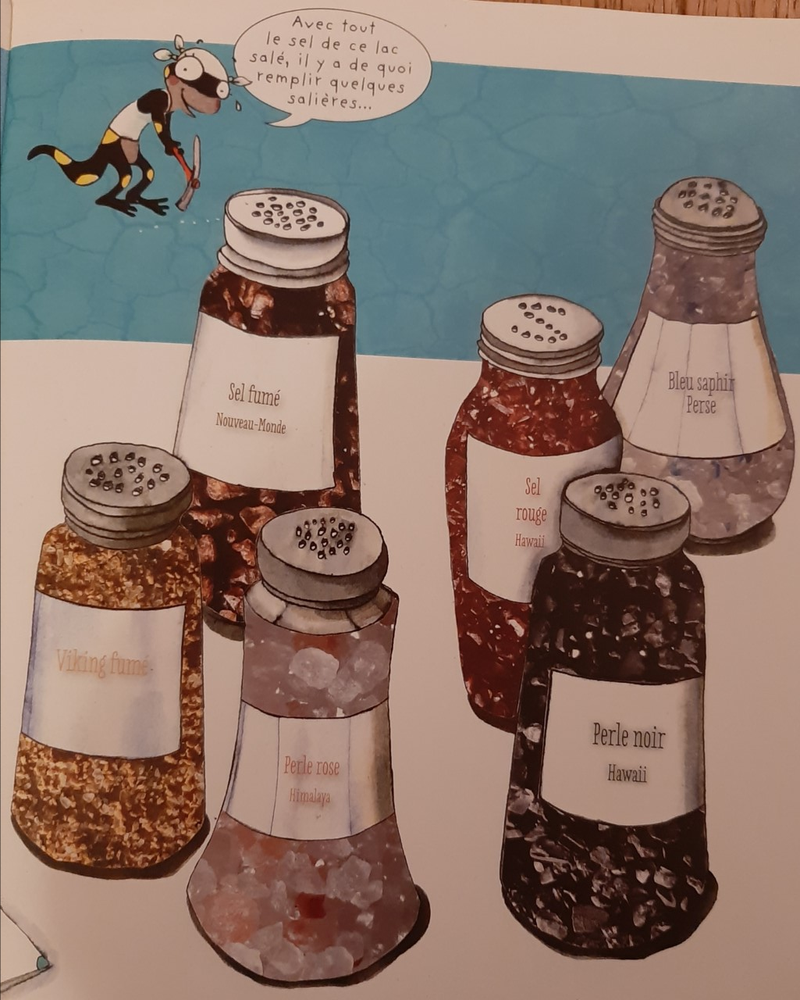 Avec tout
le sel de ce lac
salé, il y a de quoi
remplir quelques
salières...
Bleu saphir
Perse
Sel fumé
Nouveau-Monde
Sel
rouge
Hawaii
Viking fumé
Perle noir
Hawaii
Perle rose
Himalaya